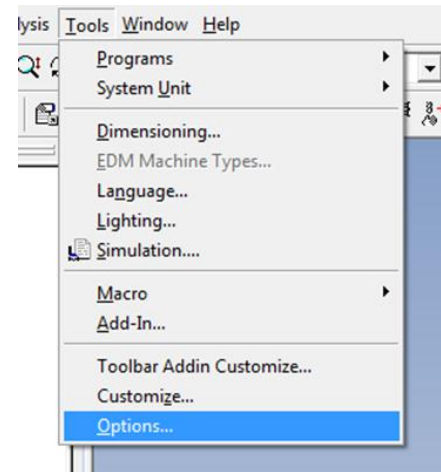 lysis Tools Window Help
Programs
System Unit
Dimensioning...
EDM Machine Types...
Language...
Lighting...
Simulation....
Macro
Add-In...
Toolbar Addin Customize...
Customize...
Options...